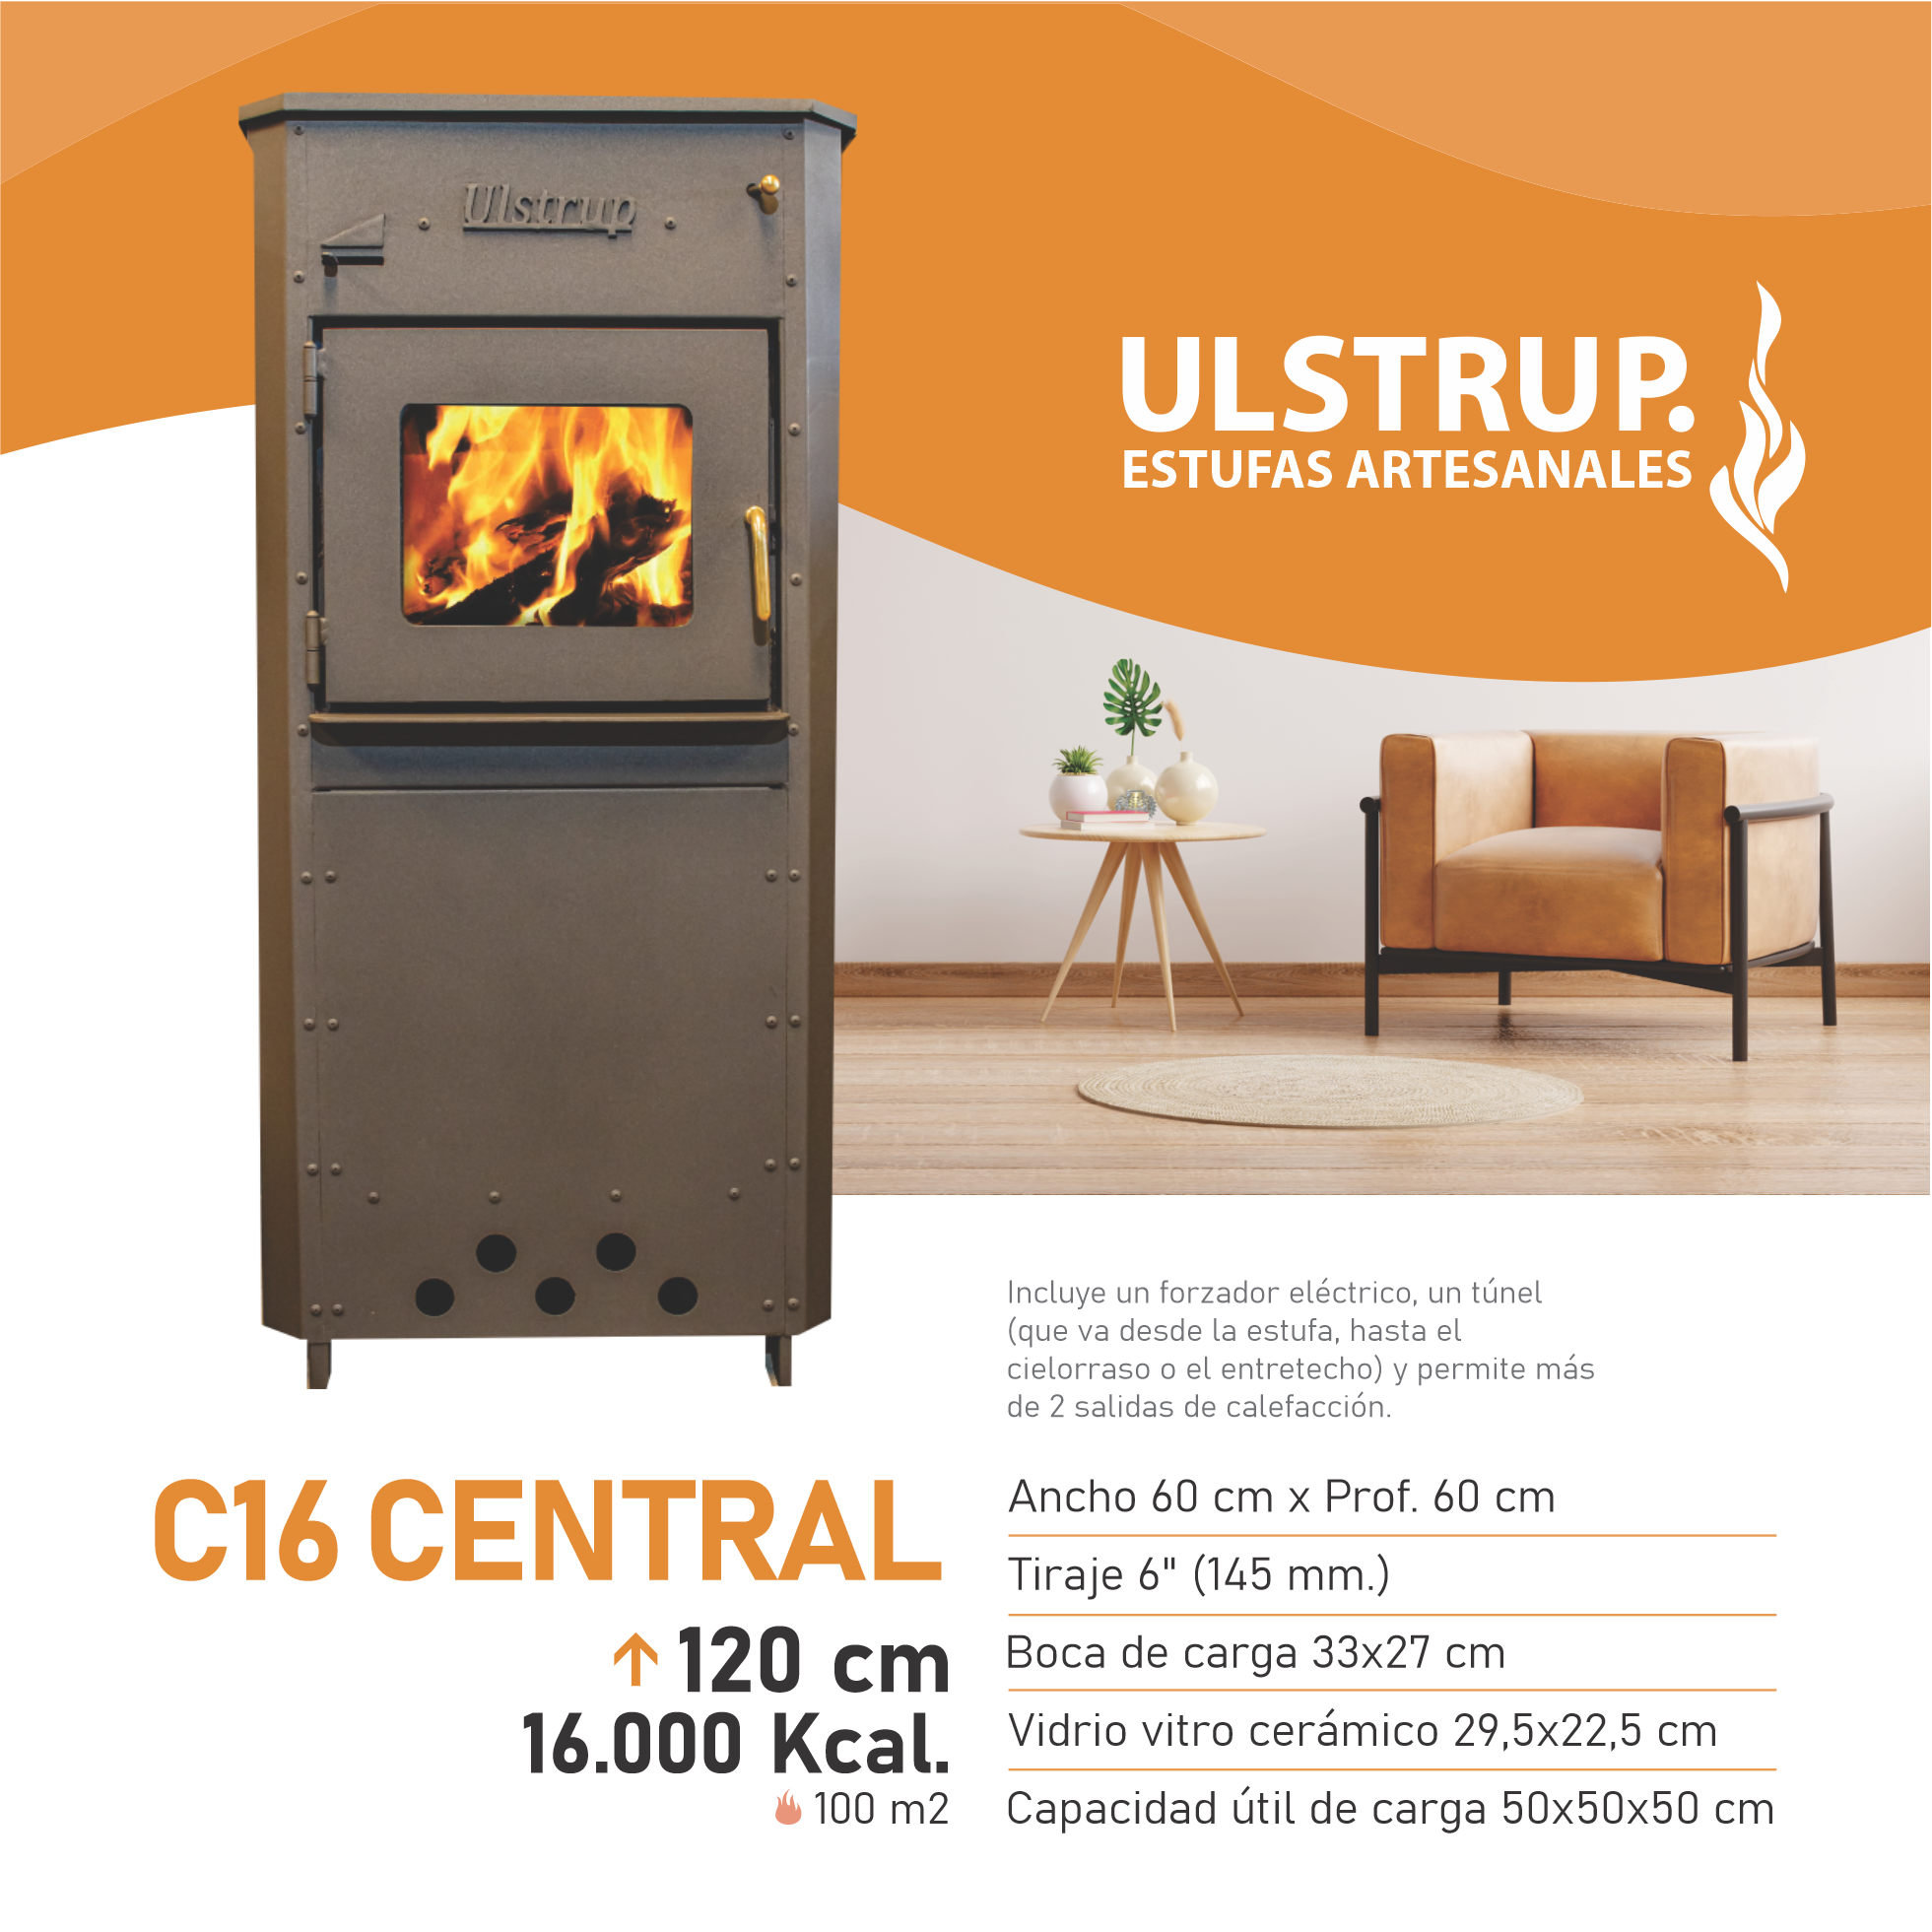 Ulstrup
ULSTRUP.
ESTUFAS ARTESANALES
Incluye un forzador eléctrico, un túnel
(que va desde la estufa, hasta el
cielorraso o el entretecho) y permite más
de 2 salidas de calefacción.
C16 CENTRAL
120 cm
16.000 Kcal.
100 m2
Ancho 60 cm x Prof. 60 cm
Tiraje 6" (145 mm.)
Boca de carga 33x27 cm
Vidrio vitro cerámico 29,5x22,5 cm
Capacidad útil de carga 50x50x50 cm